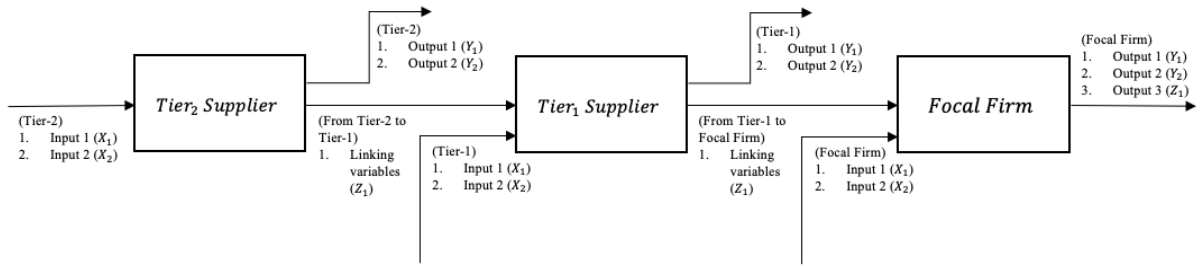 (Tier-2)
1. Output 1 (Y₁)
2. Output 2 (Y₂)
(Tier-1)
1. Output 1 (Y₁)
2. Output 2 (Y₂)
(Focal Firm)
1. Output 1 (Y₁)
2. Output 2 (Y₂)
3. Output 3 (Z₁)
Tier₂ Supplier
Tier₁ Supplier
Focal Firm
(Tier-2)
1. Input 1 (X₁)
2. Input 2 (X₂)
(From Tier-2 to
Tier-1)
1. Linking
variables
(Z₁)
(Tier-1)
1. Input 1 (X₁)
2. Input 2 (X₂)
(From Tier-1 to
Focal Firm)
1. Linking
variables
(Z₁)
(Focal Firm)
1. Input 1 (X₁)
2. Input 2 (X₂)